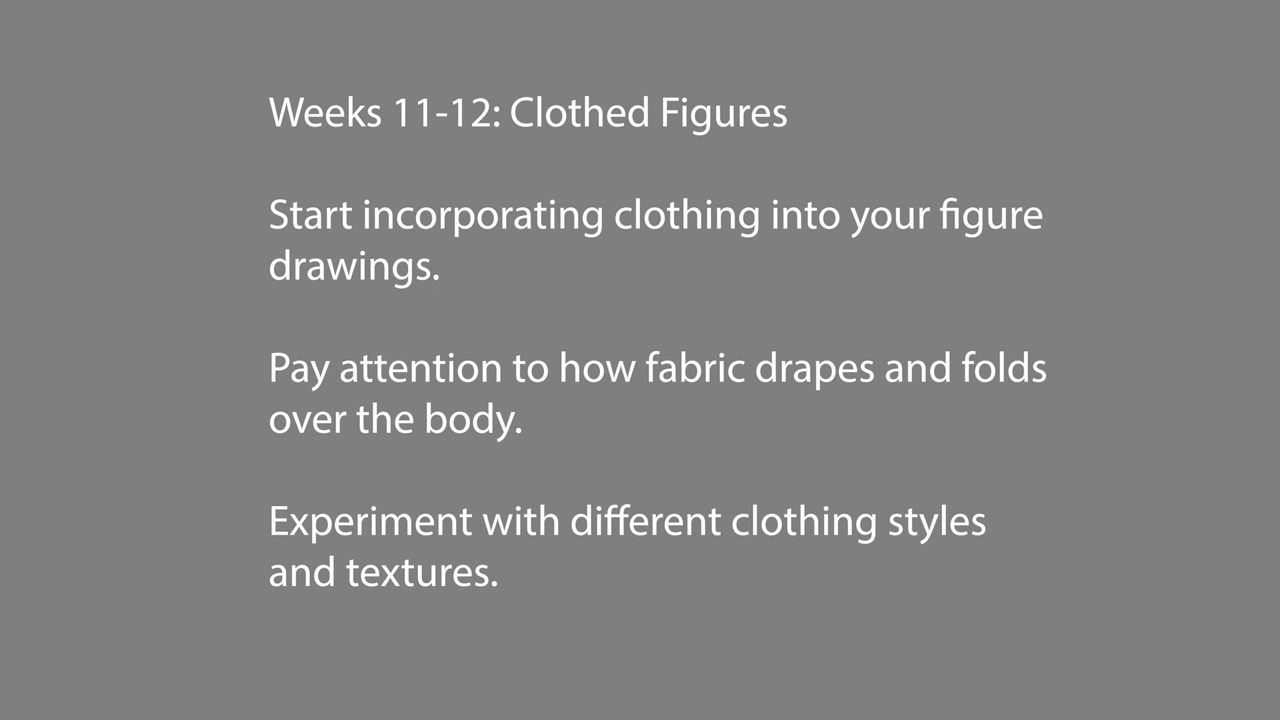 Weeks 11-12: Clothed Figures
Start incorporating clothing into your figure
drawings.
Pay attention to how fabric drapes and folds
over the body.
Experiment with different clothing styles
and textures.